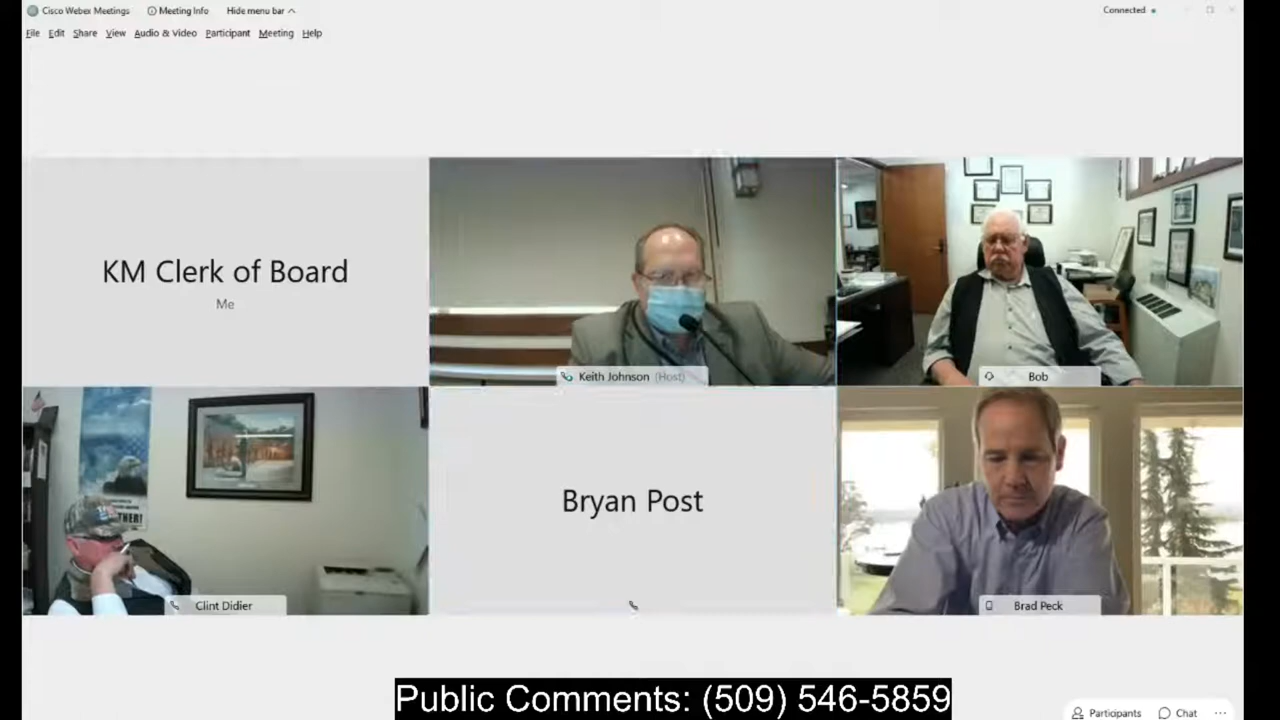 Cisco Webex Meetings Meeting Info Hide menu bar
Connected
File Edit Share View Audio & Video Participant Meeting Help
KM Clerk of Board
Me
Keith Johnson (Host)
Bob
THER!
Clint Didier
Bryan Post
Brad Peck
Public Comments: (509) 546-5859
Participants Chat